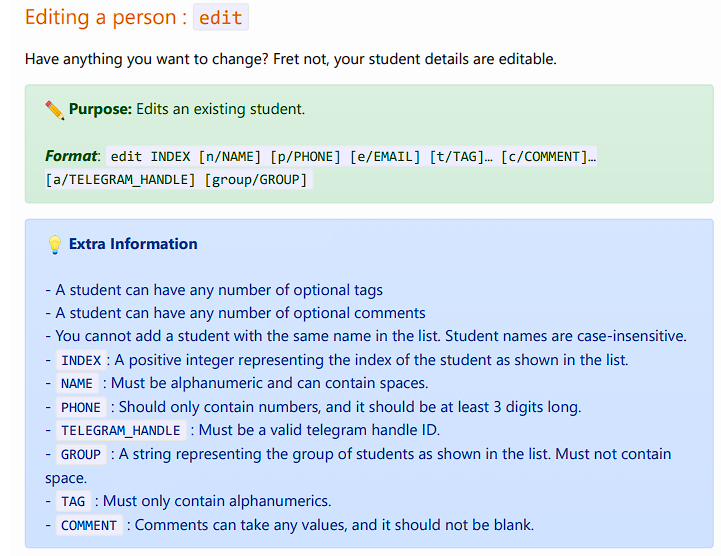 Editing a person : edit
Have anything you want to change? Fret not, your student details are editable.
Purpose: Edits an existing student.
Format: edit INDEX [n/NAME] [p/PHONE] [e/EMAIL] [t/TAG]… [c/COMMENT]…
[a/TELEGRAM_HANDLE] [group/GROUP]
Extra Information
- A student can have any number of optional tags
- A student can have any number of optional comments
- You cannot add a student with the same name in the list. Student names are case-insensitive.
- INDEX : A positive integer representing the index of the student as shown in the list.
- NAME : Must be alphanumeric and can contain spaces.
- PHONE : Should only contain numbers, and it should be at least 3 digits long.
- TELEGRAM_HANDLE : Must be a valid telegram handle ID.
- GROUP : A string representing the group of students as shown in the list. Must not contain
space.
- TAG : Must only contain alphanumerics.
- COMMENT : Comments can take any values, and it should not be blank.